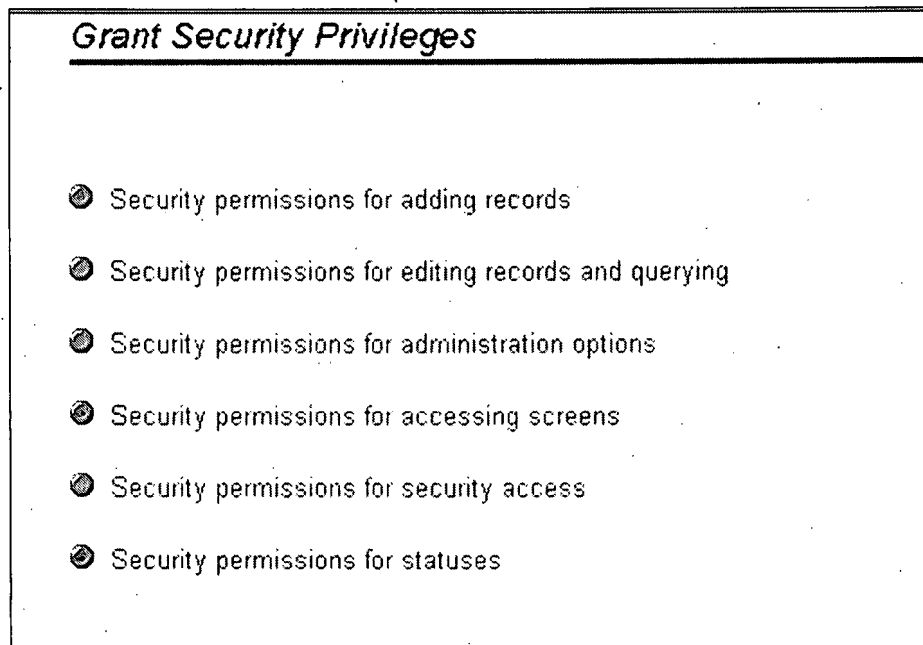 Grant Security Privileges
Security permissions for adding records
Security permissions for editing records and querying
Security permissions for administration options
Security permissions for accessing screens
Security permissions for security access
Security permissions for statuses